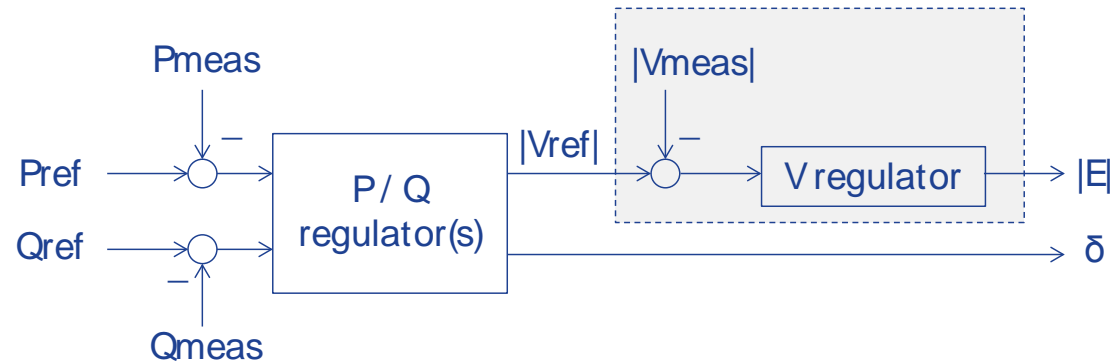 Pmeas
|Vmeas|
–
–
|Vref|
Pref
P / Q
regulator(s)
V regulator
|E|
Qref
δ
–
Qmeas